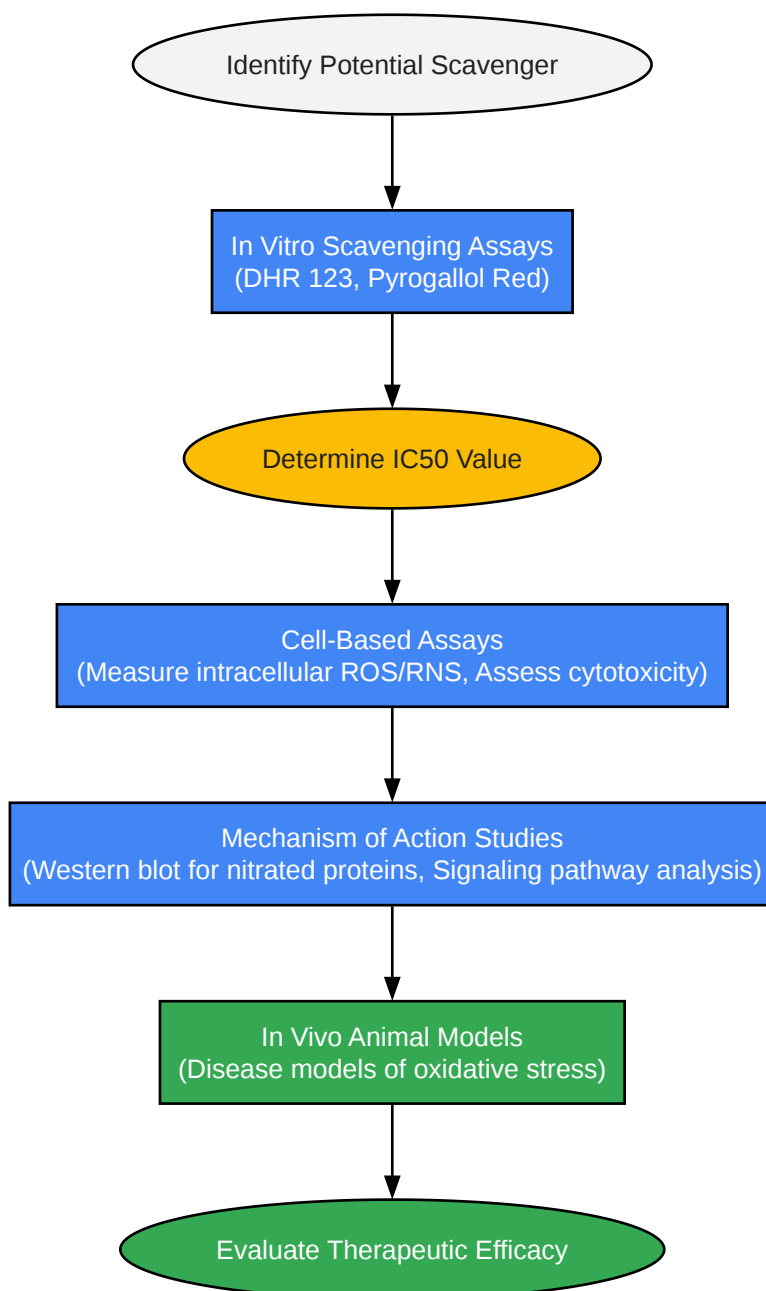 Identify Potential Scavenger
In Vitro Scavenging Assays
(DHR 123, Pyrogallol Red)
Determine IC50 Value
Cell-Based Assays
(Measure intracellular ROS/RNS, Assess cytotoxicity)
Mechanism of Action Studies
(Western blot for nitrated proteins, Signaling pathway analysis)
In Vivo Animal Models
(Disease models of oxidative stress)
Evaluate Therapeutic Efficacy